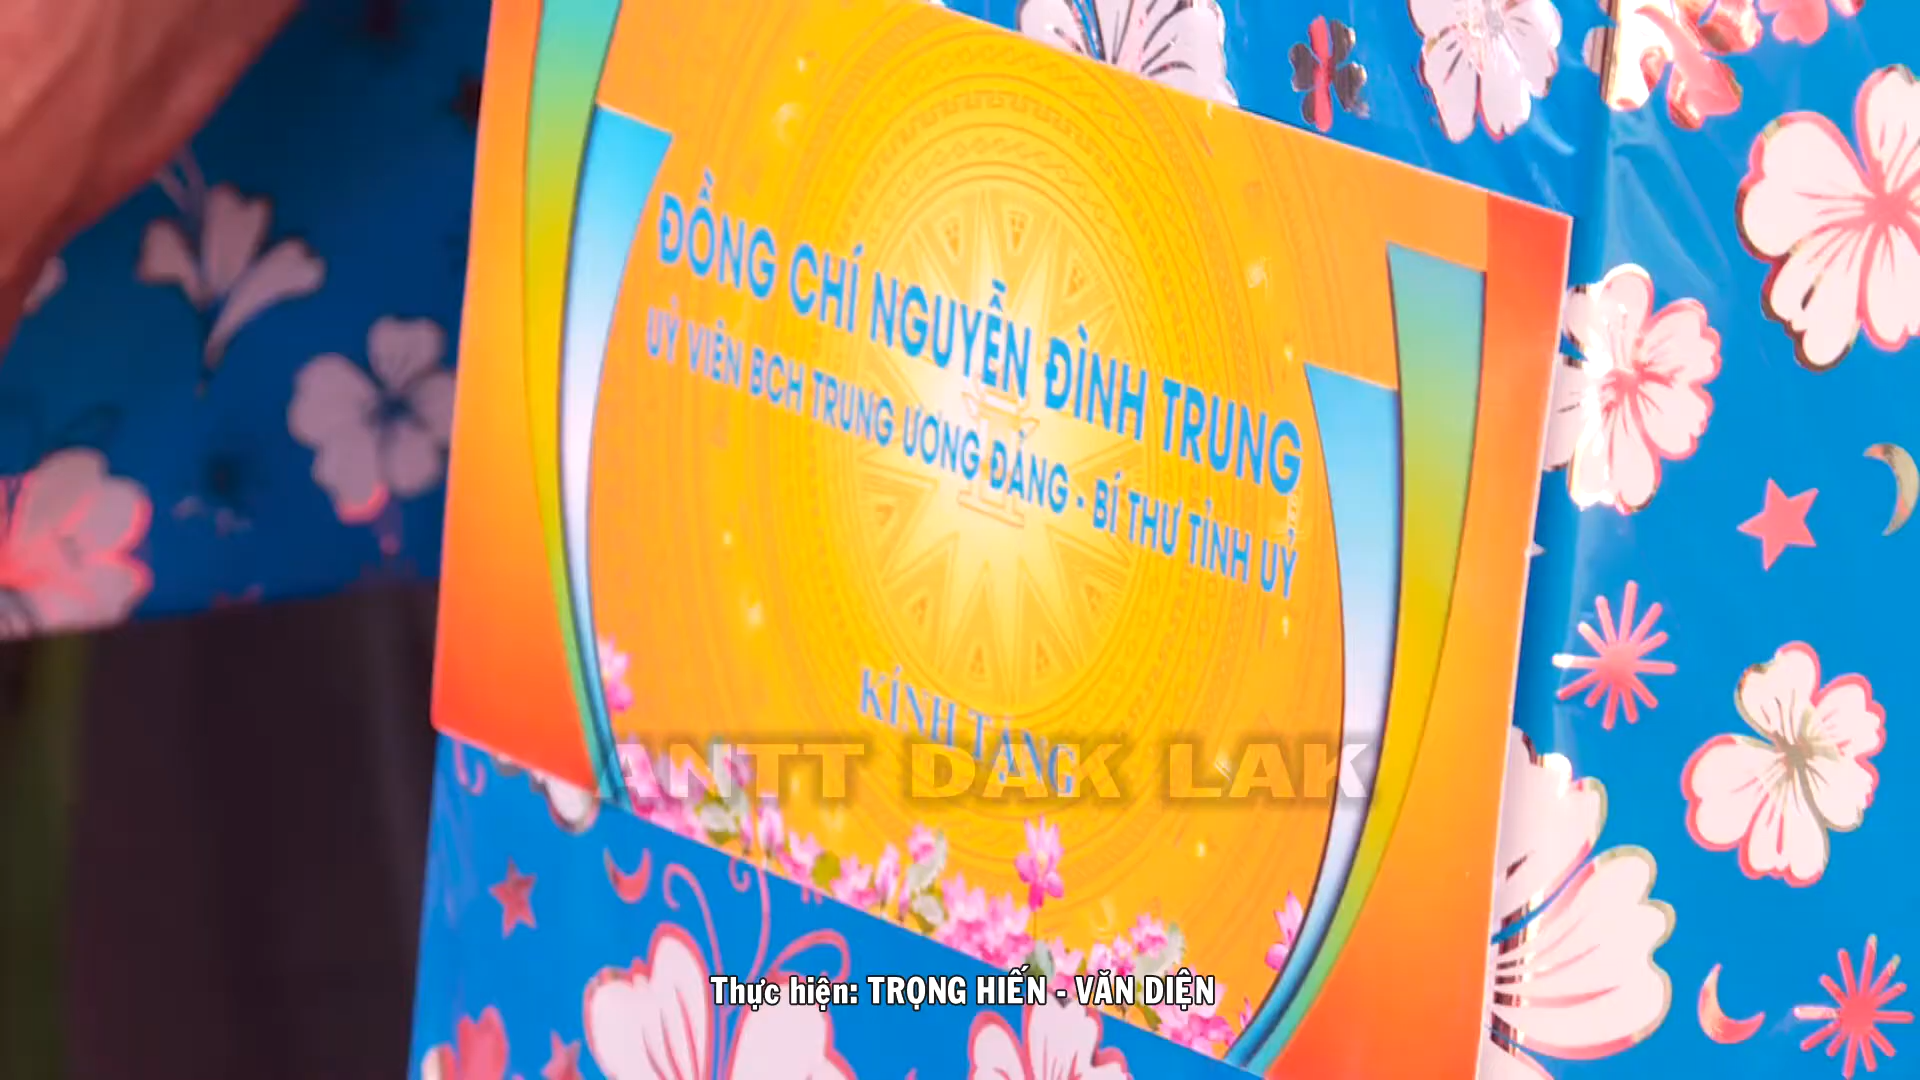 ĐỒNG CHÍ NGUYỄN ĐÌNH TRUNG
UỶ VIÊN BCH TRUNG ƯƠNG ĐẢNG - BÍ THƯ TỈNH UỶ
KÍNH TẶNG
ANTT DAK LAK
Thực hiện: TRỌNG HIẾN - VĂN DIỆN